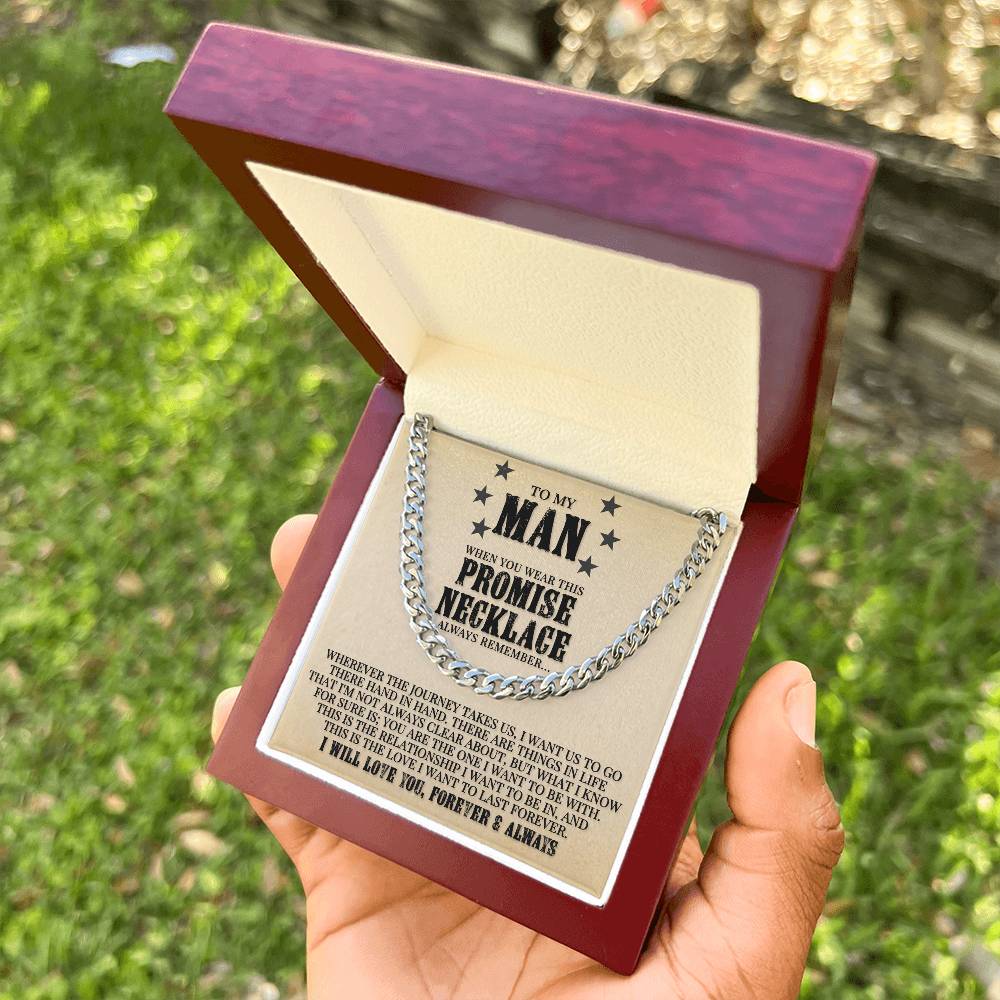 TO MY
MAN
WHEN YOU WEAR THIS
PROMISE
NECKLACE
ALWAYS REMEMBER...
WHEREVER THE JOURNEY TAKES US, I WANT US TO GO
THERE HAND IN HAND. THERE ARE THINGS IN LIFE
THAT I'M NOT ALWAYS CLEAR ABOUT, BUT WHAT I KNOW
FOR SURE IS; YOU ARE THE ONE I WANT TO BE WITH.
THIS IS THE RELATIONSHIP I WANT TO BE IN, AND
THIS IS THE LOVE I WANT TO LAST FOREVER.
I WILL LOVE YOU, FOREVER & ALWAYS